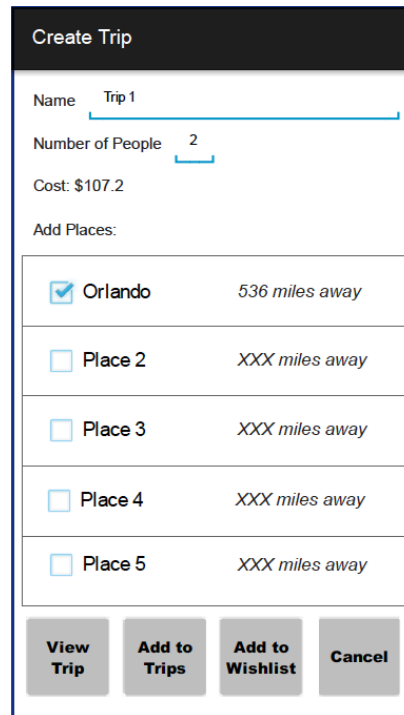 Create Trip
Name Trip 1
Number of People 2
Cost: $107.2
Add Places:
Orlando 536 miles away
Place 2 XXX miles away
Place 3 XXX miles away
Place 4 XXX miles away
Place 5 XXX miles away
View Trip Add to Trips Add to Wishlist Cancel